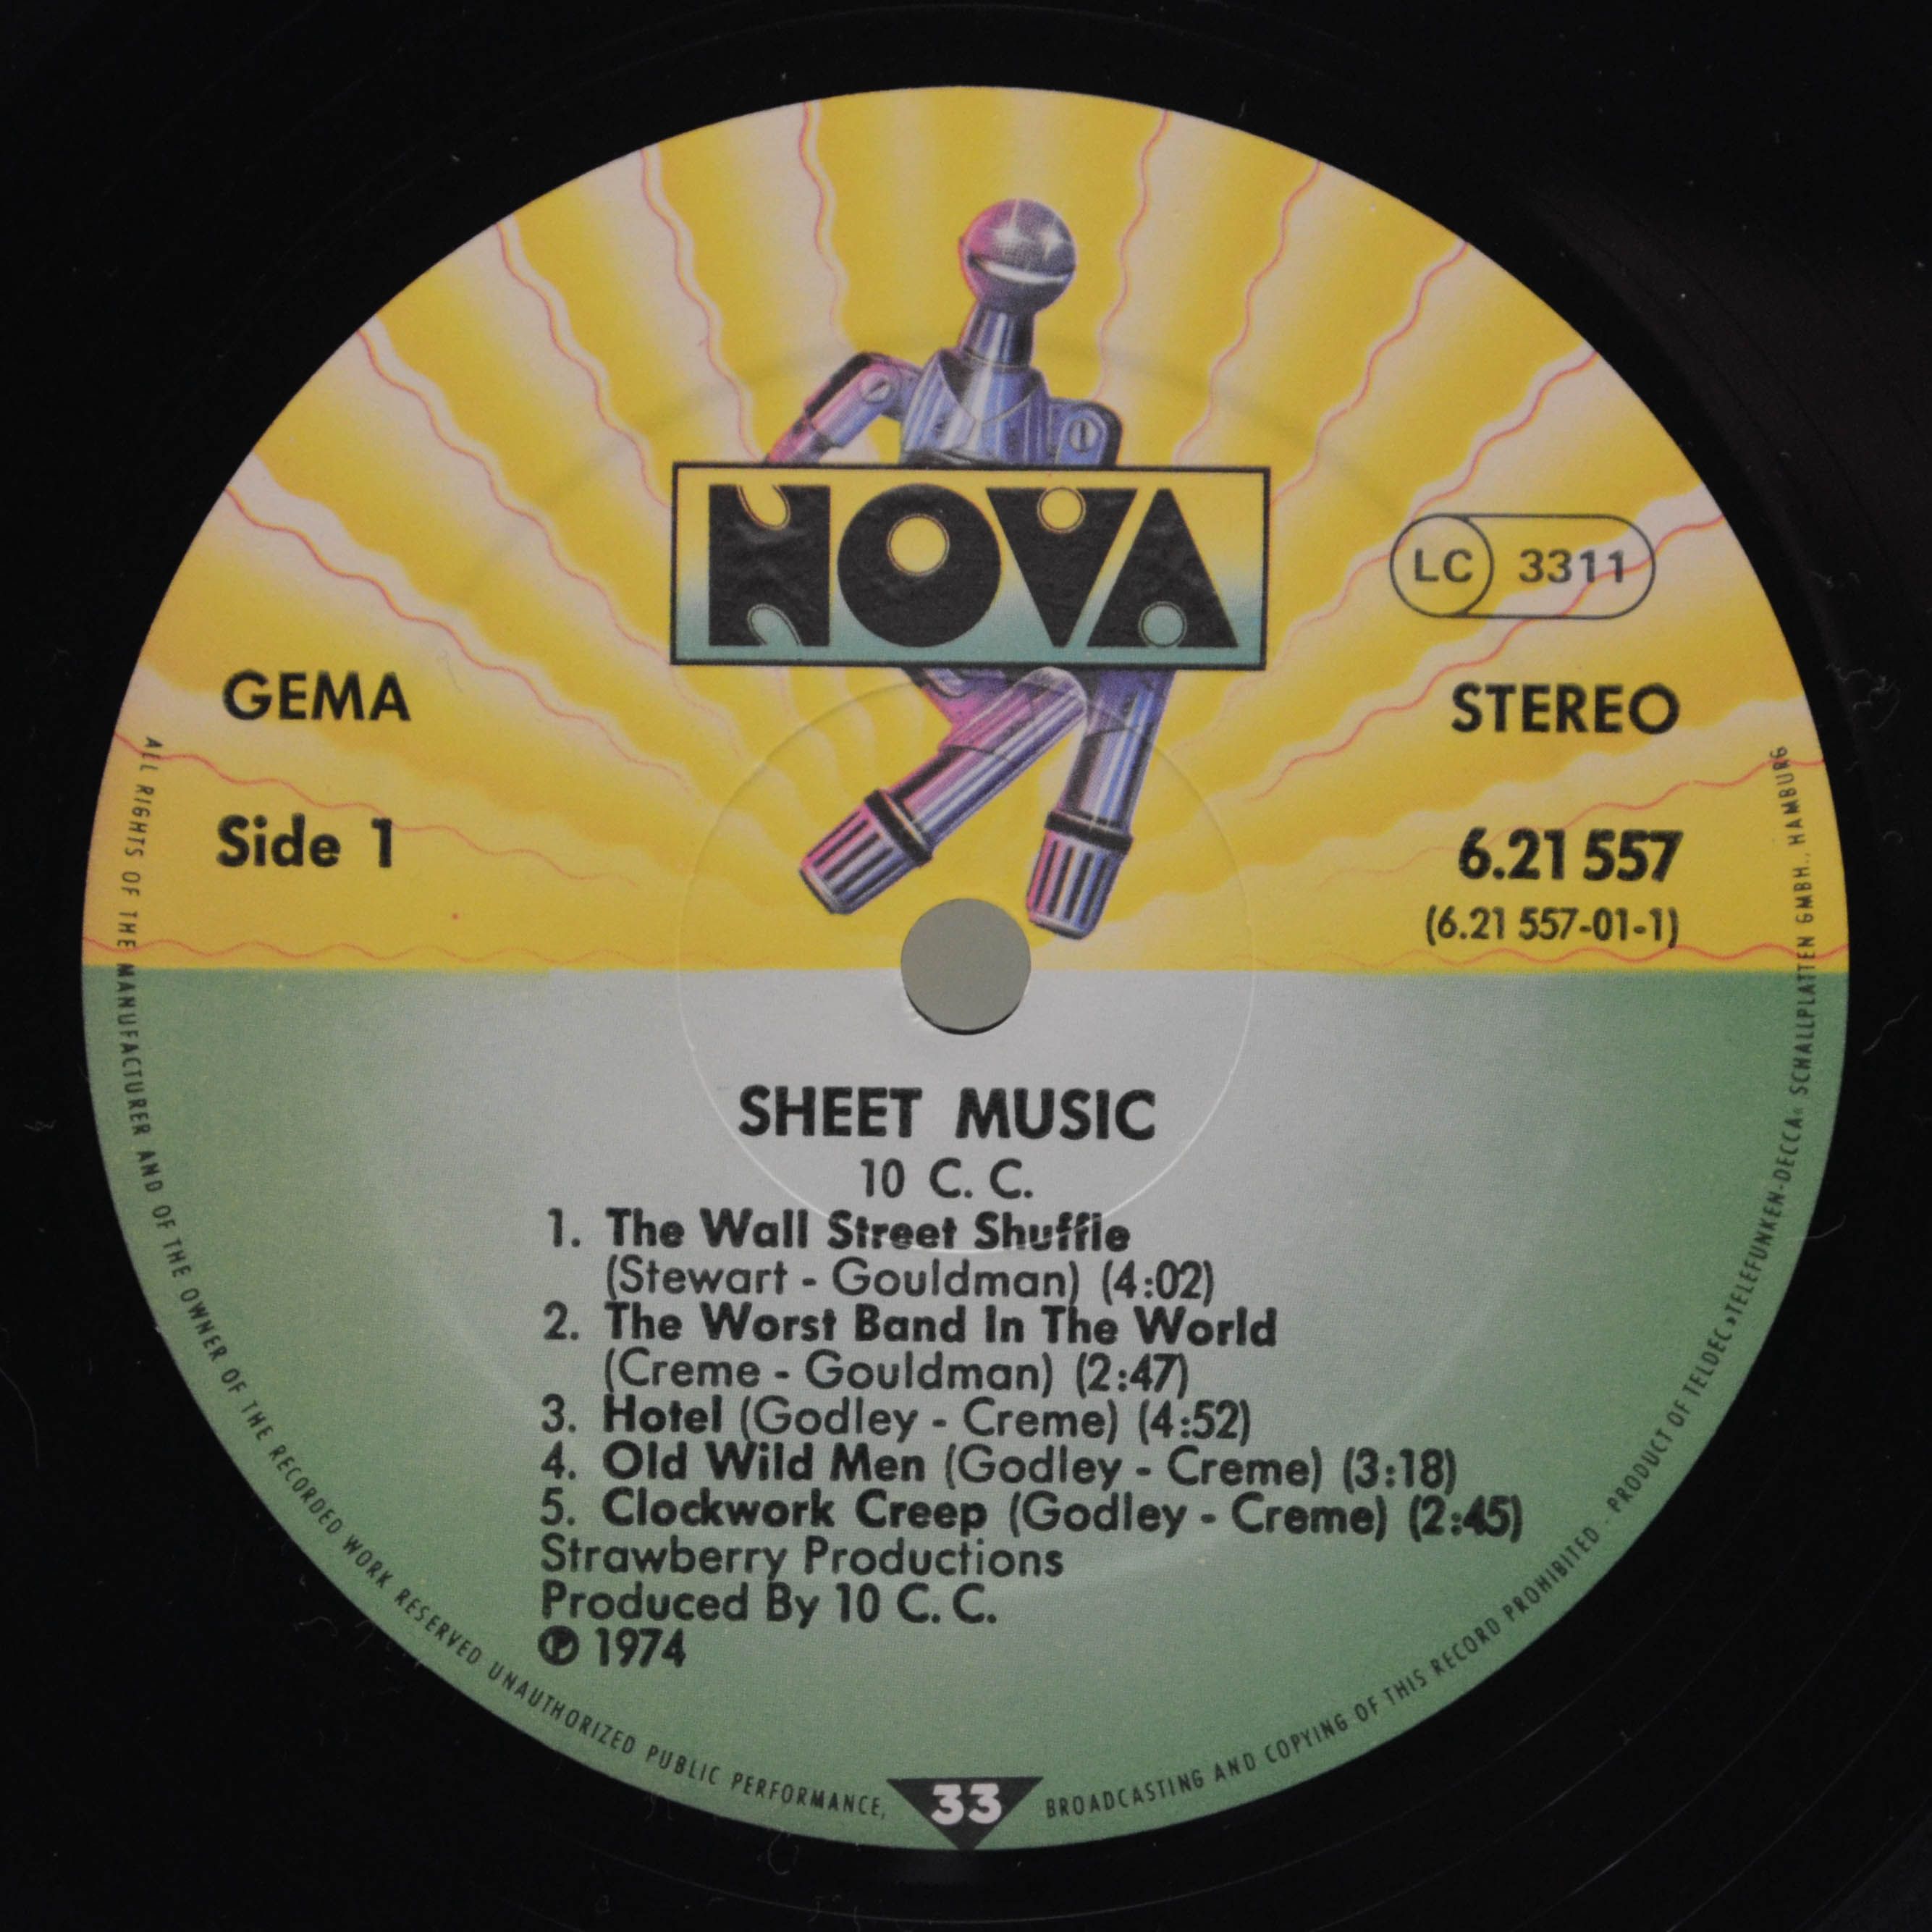 NOVA
LC 3311
GEMA
STEREO
Side 1
6.21 557
(6.21 557-01-1)
SHEET MUSIC
10 C. C.
1. The Wall Street Shuffle
(Stewart - Gouldman) (4:02)
2. The Worst Band In The World
(Creme - Gouldman) (2:47)
3. Hotel (Godley - Creme) (4:52)
4. Old Wild Men (Godley - Creme) (3:18)
5. Clockwork Creep (Godley - Creme) (2:45)
Strawberry Productions
Produced By 10 C. C.
℗ 1974
ALL RIGHTS OF THE MANUFACTURER AND OF THE OWNER OF THE RECORDED WORK RESERVED UNAUTHORIZED PUBLIC PERFORMANCE,
33
BROADCASTING AND COPYING OF THIS RECORD PROHIBITED · PRODUCT OF TELDEC »TELEFUNKEN-DECCA« SCHALLPLATTEN GMBH., HAMBURG